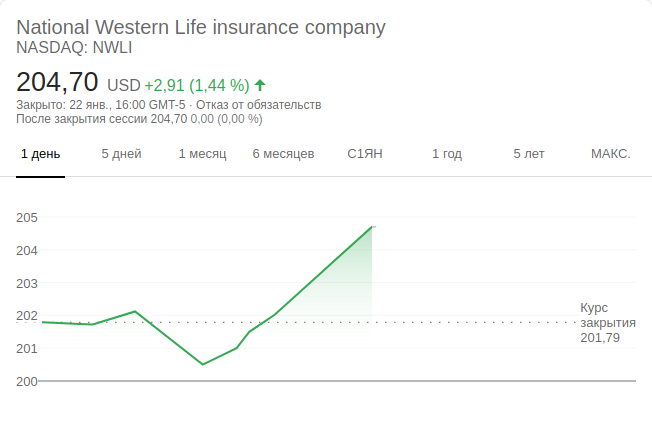 National Western Life insurance company
NASDAQ: NWLI
204,70 USD +2,91 (1,44 %)
Закрыто: 22 янв., 16:00 GMT-5 · Отказ от обязательств
После закрытия сессии 204,70 0,00 (0,00 %)
1 день 5 дней 1 месяц 6 месяцев С1ЯН 1 год 5 лет МАКС.
205
204
203
202
201
200
Курс
закрытия
201,79